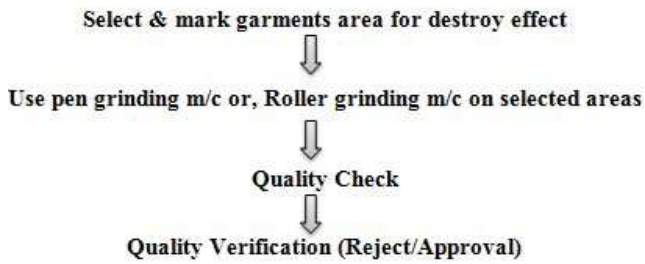 Select & mark garments area for destroy effect
Use pen grinding m/c or, Roller grinding m/c on selected areas
Quality Check
Quality Verification (Reject/Approval)